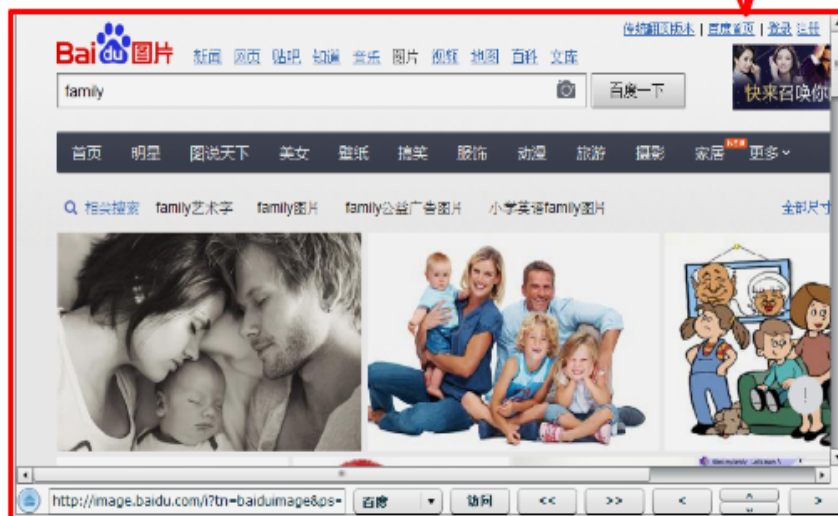 传统翻页版本 | 百度首页 | 登录 注册
Bai du 图片 新闻 网页 贴吧 知道 音乐 图片 视频 地图 百科 文库
family 百度一下 快来召唤你
首页 明星 图说天下 美女 壁纸 搞笑 服饰 动漫 旅游 摄影 家居 NEW 更多
相关搜索 family艺术字 family图片 family公益广告图片 小学英语family图片 全部尺寸
http://image.baidu.com/i?tn=baiduimage&ps= 百度 访问 << >> < >